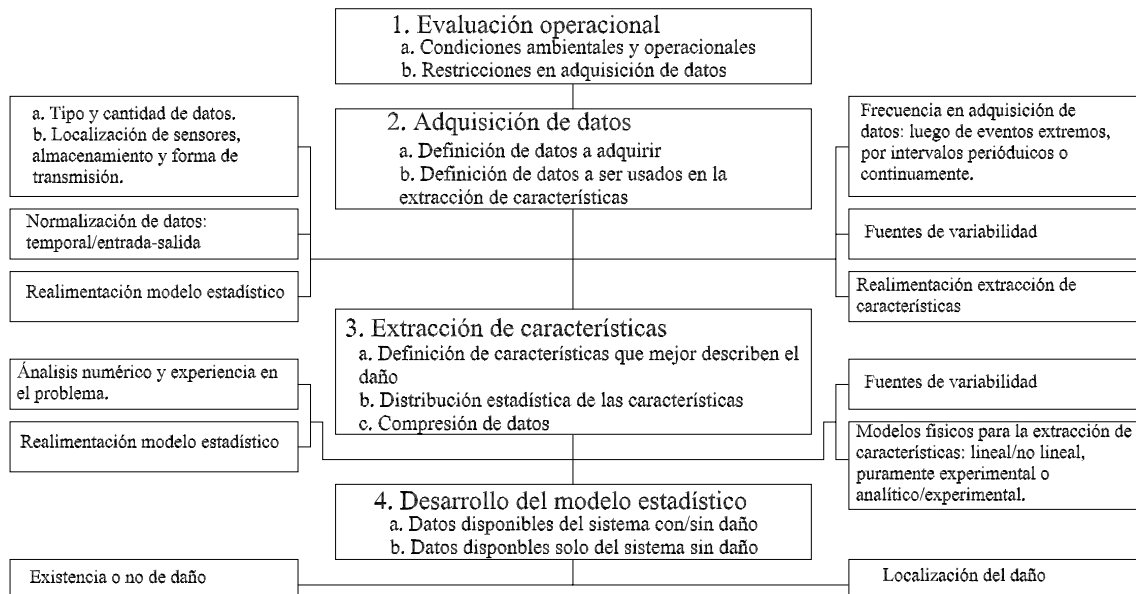 1. Evaluación operacional
a. Condiciones ambientales y operacionales
b. Restricciones en adquisición de datos
a. Tipo y cantidad de datos.
b. Localización de sensores,
almacenamiento y forma de
transmisión.
2. Adquisición de datos
a. Definición de datos a adquirir
b. Definición de datos a ser usados en la
extracción de características
Frecuencia en adquisición de
datos: luego de eventos extremos,
por intervalos perióduicos o
continuamente.
Normalización de datos:
temporal/entrada-salida
Fuentes de variabilidad
Realimentación modelo estadístico
Realimentación extracción de
características
3. Extracción de características
a. Definición de características que mejor describen el
daño
b. Distribución estadística de las características
c. Compresión de datos
Ánalisis numérico y experiencia en
el problema.
Fuentes de variabilidad
Realimentación modelo estadístico
Modelos físicos para la extracción de
características: lineal/no lineal,
puramente experimental o
analítico/experimental.
4. Desarrollo del modelo estadístico
a. Datos disponibles del sistema con/sin daño
b. Datos disponbles solo del sistema sin daño
Existencia o no de daño
Localización del daño